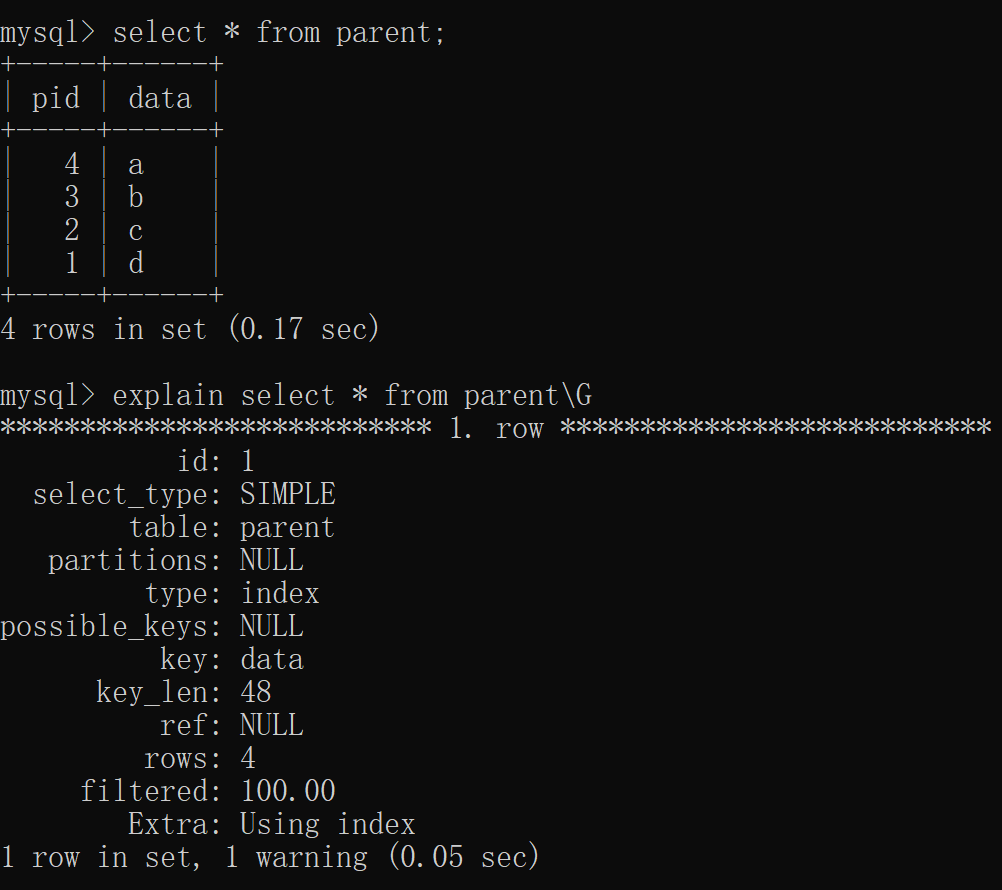 mysql> select * from parent;
+-----+------+
| pid | data |
+-----+------+
|   4 | a    |
|   3 | b    |
|   2 | c    |
|   1 | d    |
+-----+------+
4 rows in set (0.17 sec)

mysql> explain select * from parent\G
*************************** 1. row ***************************
           id: 1
  select_type: SIMPLE
        table: parent
   partitions: NULL
         type: index
possible_keys: NULL
          key: data
      key_len: 48
          ref: NULL
         rows: 4
     filtered: 100.00
        Extra: Using index
1 row in set, 1 warning (0.05 sec)